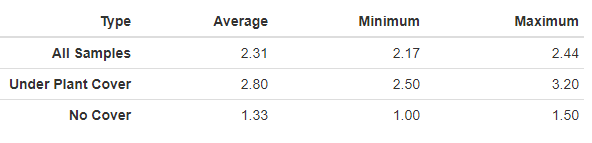 Type Average Minimum Maximum
All Samples 2.31 2.17 2.44
Under Plant Cover 2.80 2.50 3.20
No Cover 1.33 1.00 1.50